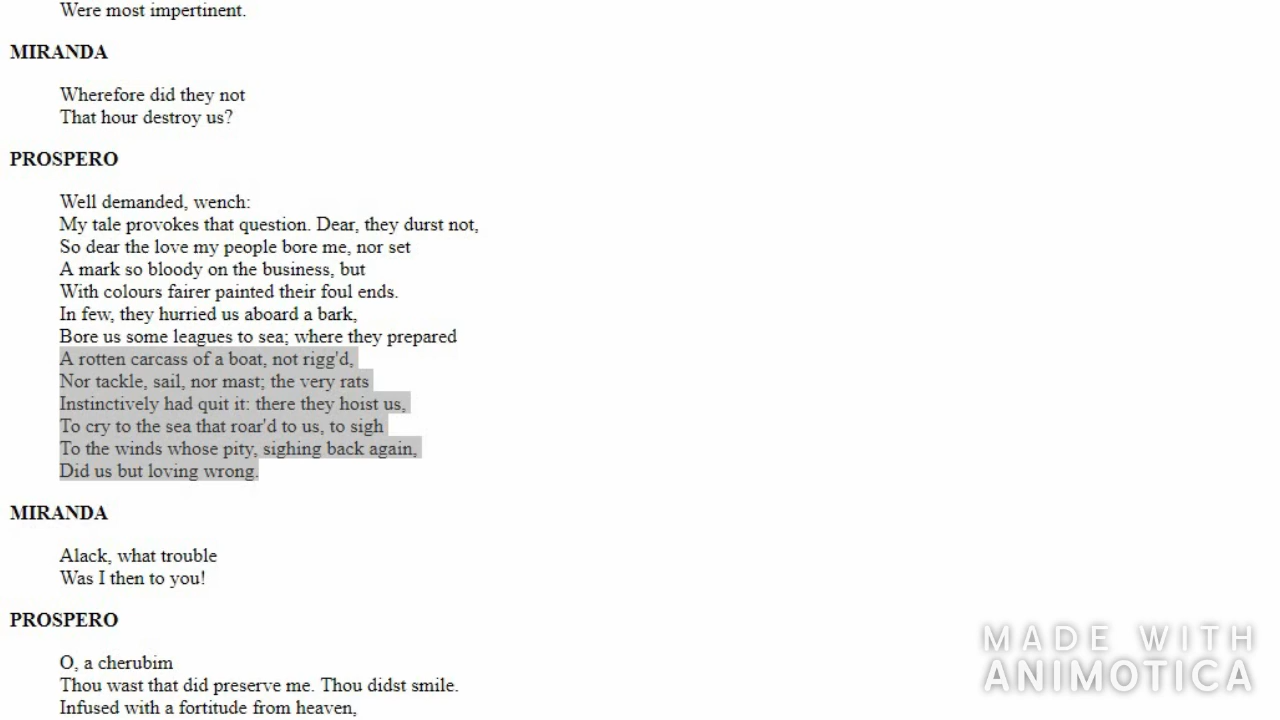 Were most impertinent.
MIRANDA
Wherefore did they not
That hour destroy us?
PROSPERO
Well demanded, wench:
My tale provokes that question. Dear, they durst not,
So dear the love my people bore me, nor set
A mark so bloody on the business, but
With colours fairer painted their foul ends.
In few, they hurried us aboard a bark,
Bore us some leagues to sea; where they prepared
A rotten carcass of a boat, not rigg'd,
Nor tackle, sail, nor mast; the very rats
Instinctively had quit it: there they hoist us,
To cry to the sea that roar'd to us, to sigh
To the winds whose pity, sighing back again,
Did us but loving wrong.
MIRANDA
Alack, what trouble
Was I then to you!
PROSPERO
O, a cherubim
Thou wast that did preserve me. Thou didst smile.
Infused with a fortitude from heaven,
MADE WITH
ANIMOTICA